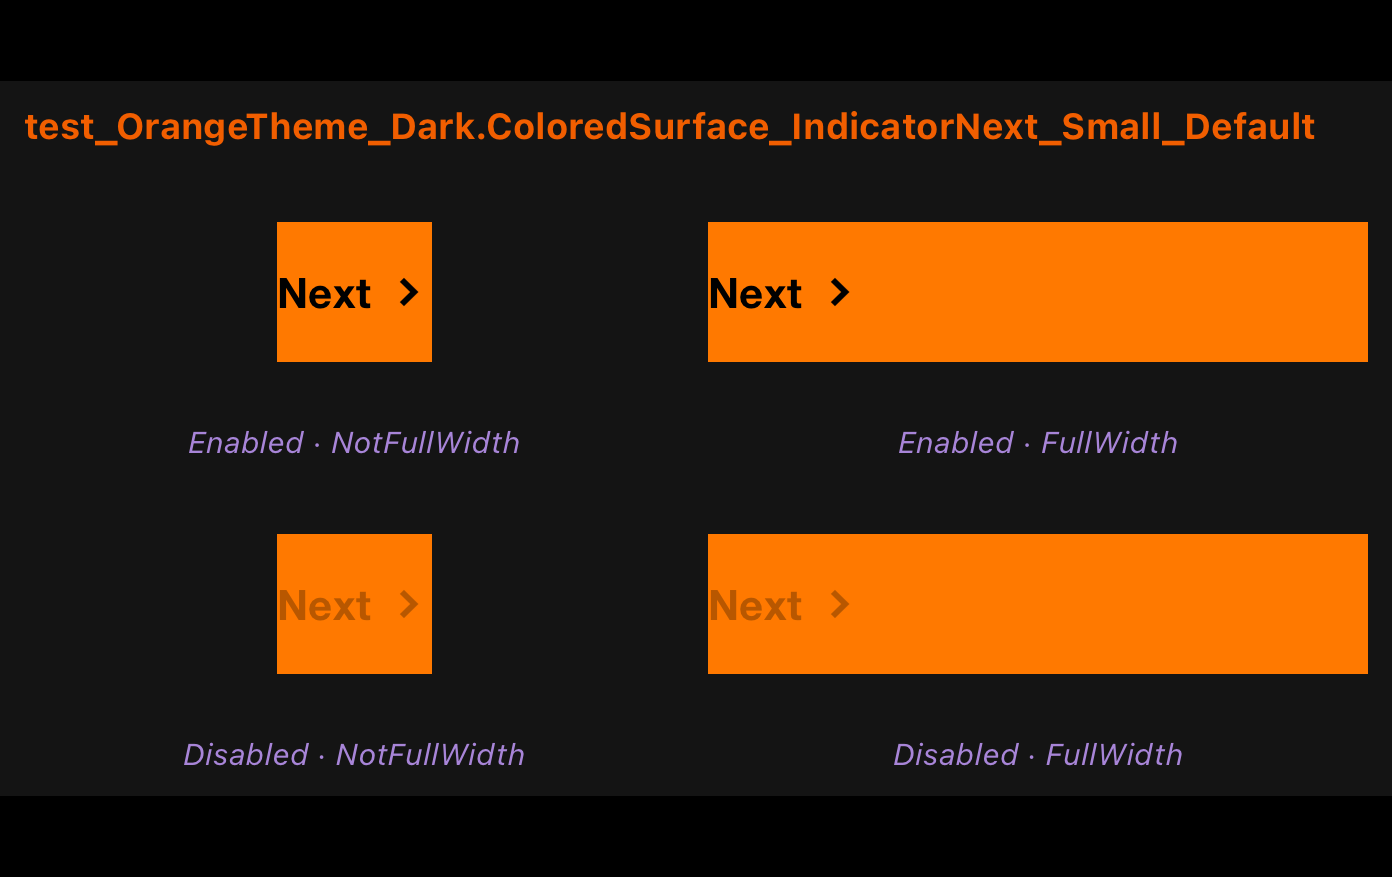 test_OrangeTheme_Dark.ColoredSurface_IndicatorNext_Small_Default
Next
Next
Enabled · NotFullWidth
Enabled · FullWidth
Next
Next
Disabled · NotFullWidth
Disabled · FullWidth